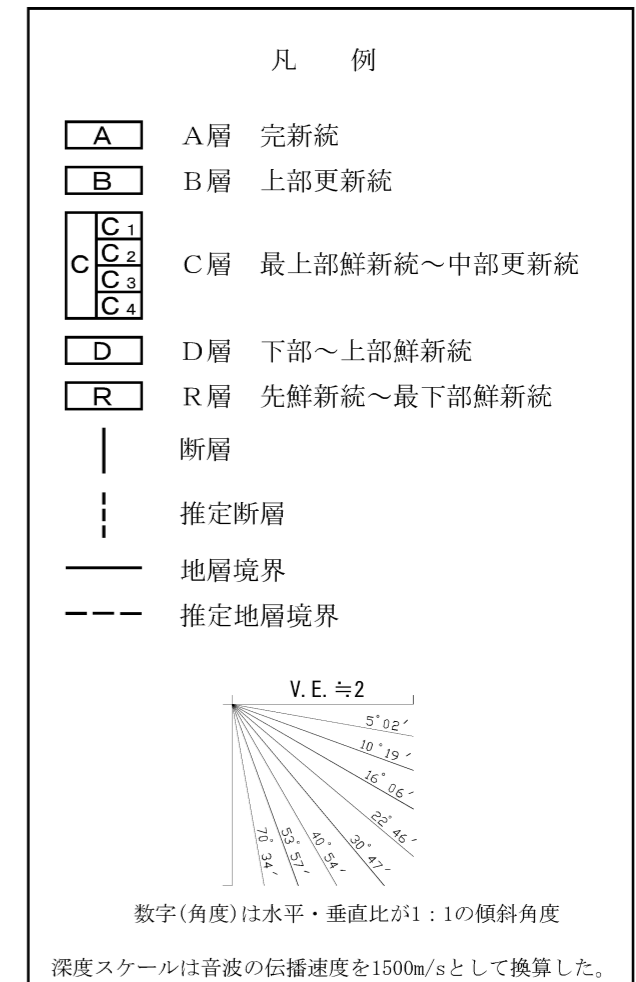 凡　例
A A層 完新統
B B層 上部更新統
C C1 C2 C3 C4 C層 最上部鮮新統～中部更新統
D D層 下部～上部鮮新統
R R層 先鮮新統～最下部鮮新統
断層
推定断層
地層境界
推定地層境界
V.E.≒2
5°02′
10°19′
16°06′
22°46′
30°47′
40°54′
53°57′
70°34′
数字(角度)は水平・垂直比が1：1の傾斜角度
深度スケールは音波の伝播速度を1500m/sとして換算した。